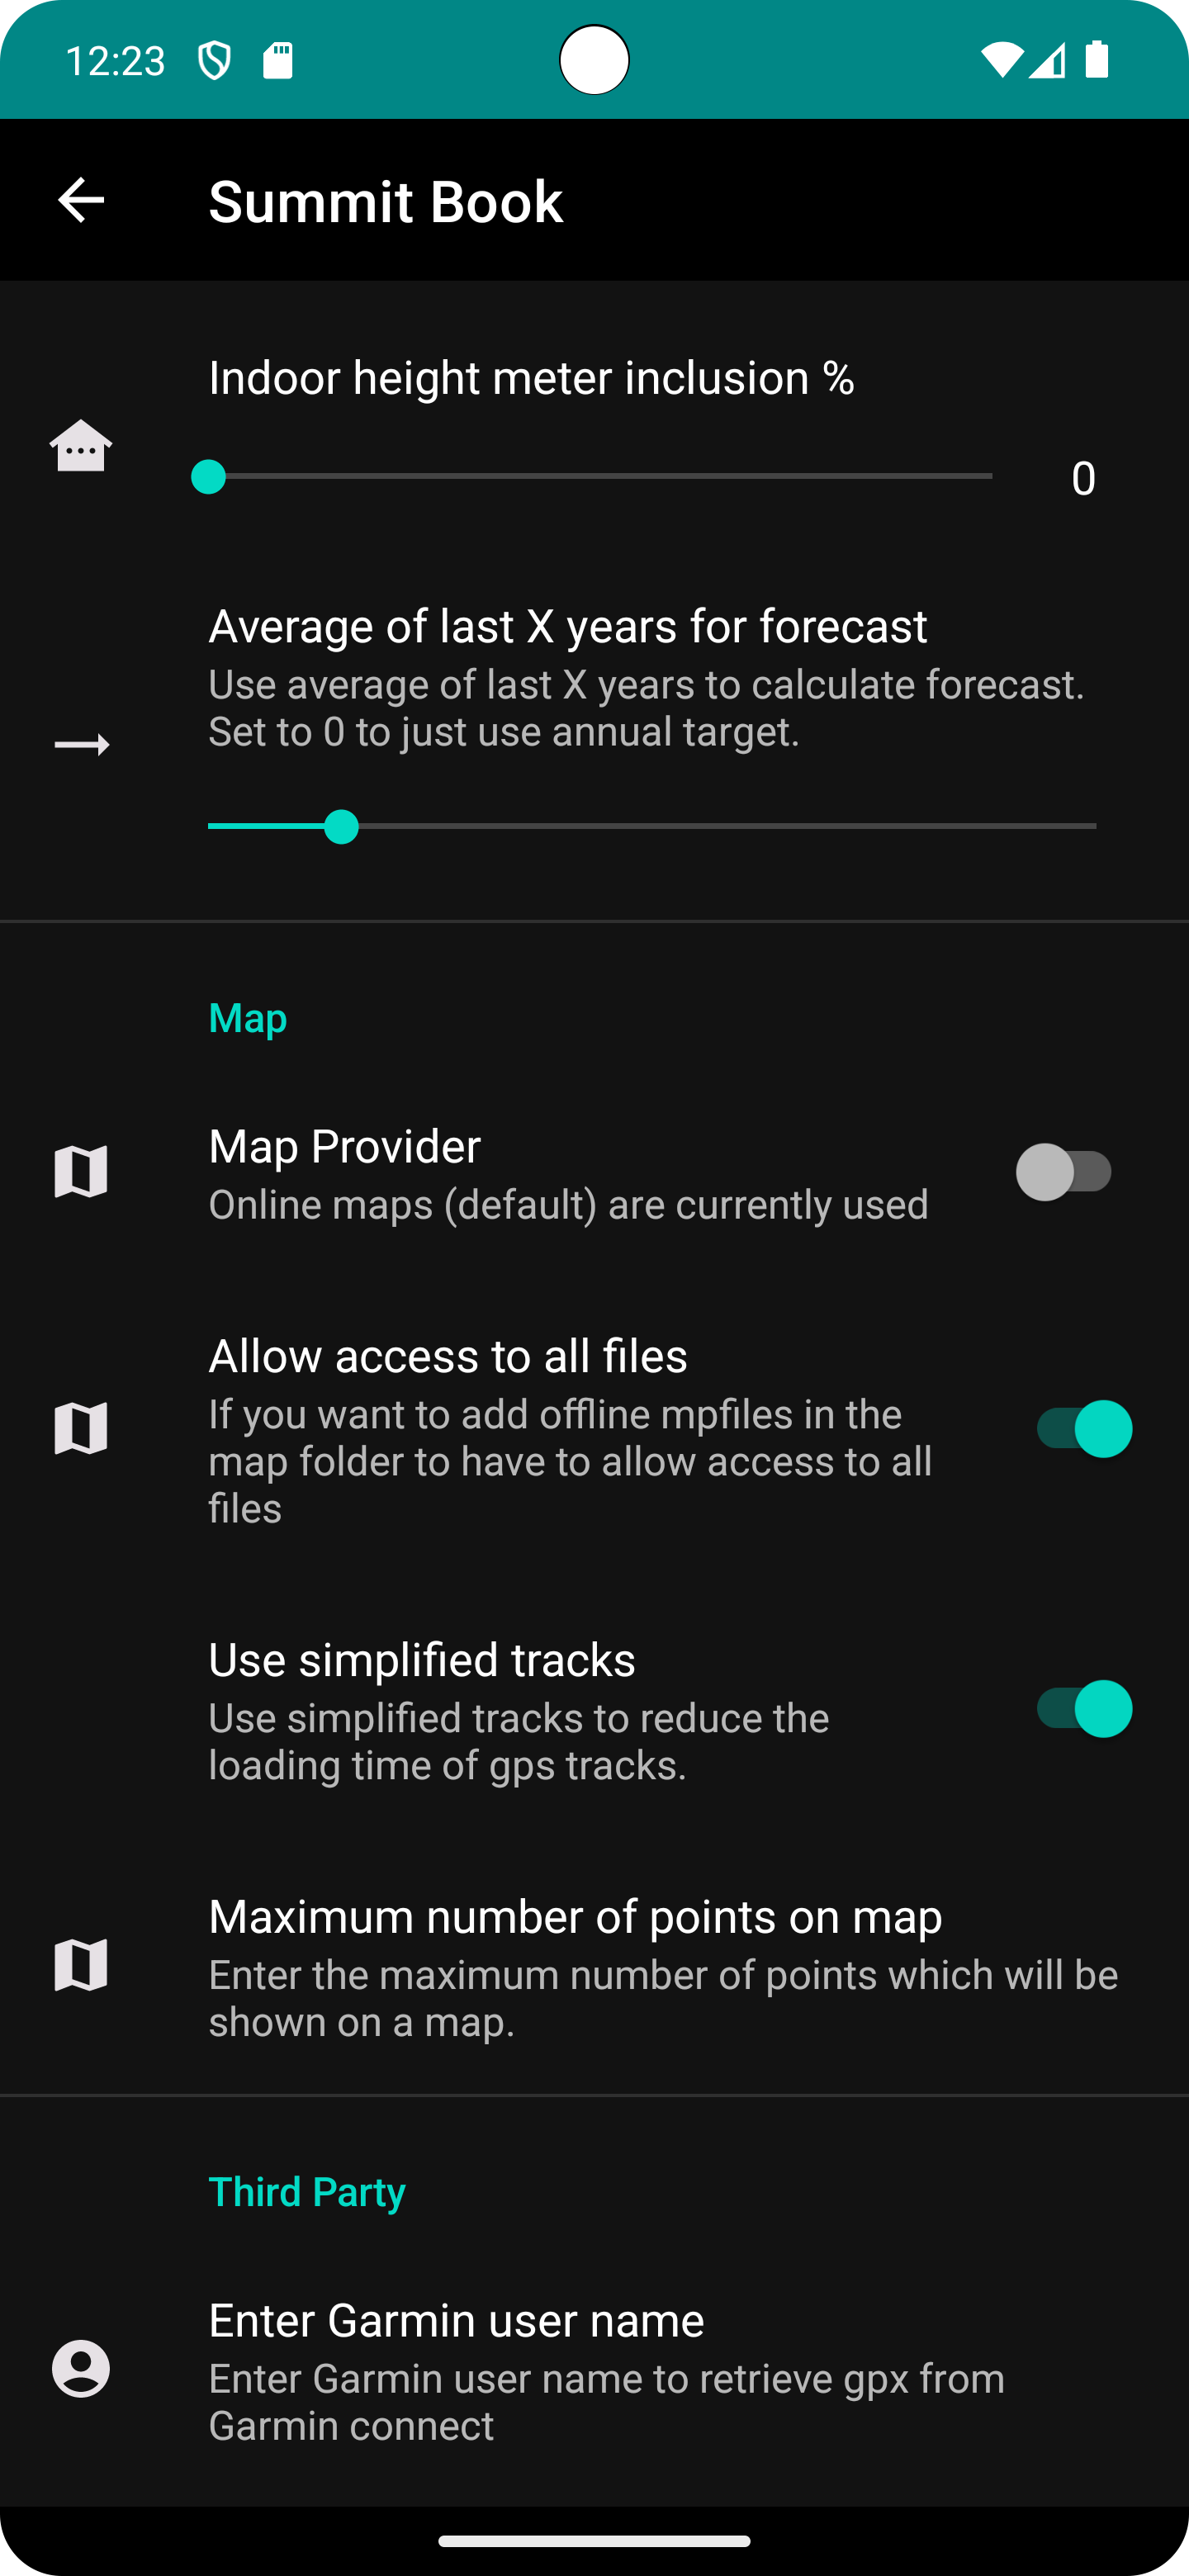 12:23
Summit Book
Indoor height meter inclusion %
0
Average of last X years for forecast
Use average of last X years to calculate forecast.
Set to 0 to just use annual target.
Map
Map Provider
Online maps (default) are currently used
Allow access to all files
If you want to add offline mpfiles in the
map folder to have to allow access to all
files
Use simplified tracks
Use simplified tracks to reduce the
loading time of gps tracks.
Maximum number of points on map
Enter the maximum number of points which will be
shown on a map.
Third Party
Enter Garmin user name
Enter Garmin user name to retrieve gpx from
Garmin connect